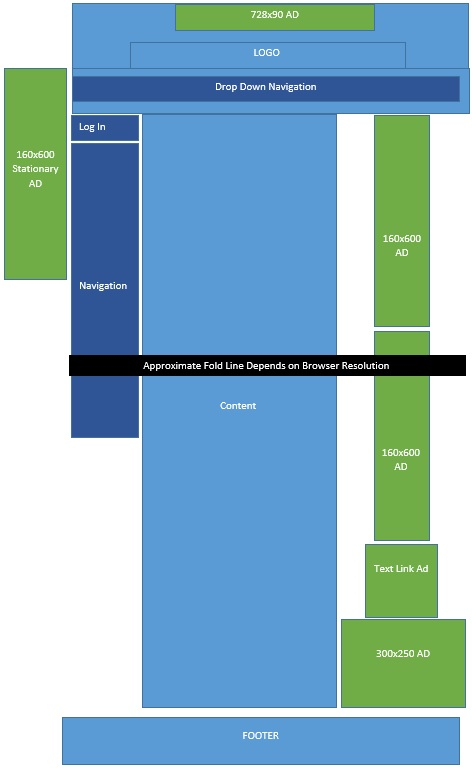 728x90 AD
LOGO
Drop Down Navigation
Log In
160x600
Stationary
AD
Navigation
160x600
AD
Approximate Fold Line Depends on Browser Resolution
Content
160x600
AD
Text Link Ad
300x250 AD
FOOTER